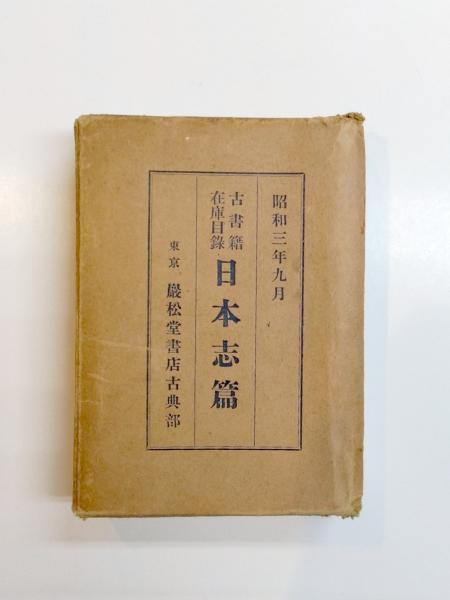 昭和三年九月
古書籍
在庫目錄
日本志篇
東京 巖松堂書店古典部